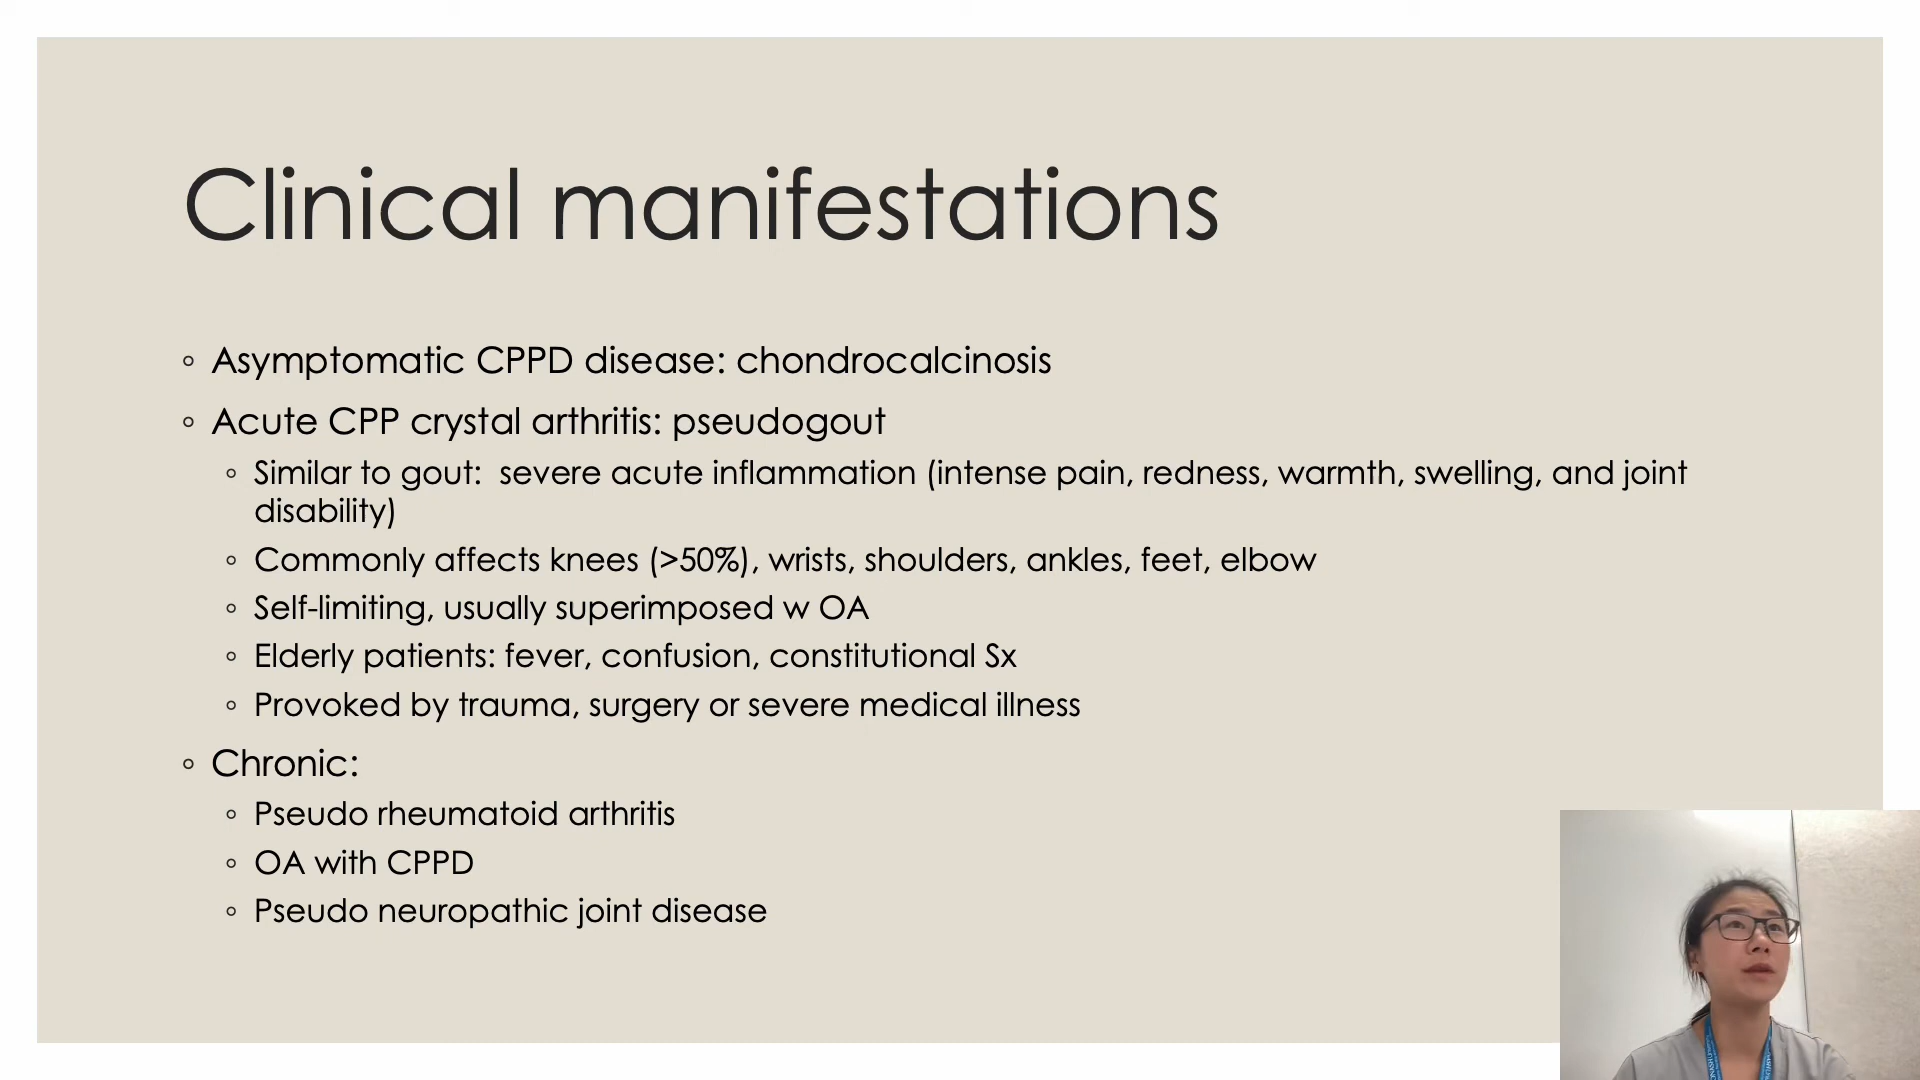 Clinical manifestations
◦ Asymptomatic CPPD disease: chondrocalcinosis
◦ Acute CPP crystal arthritis: pseudogout
◦ Similar to gout:  severe acute inflammation (intense pain, redness, warmth, swelling, and joint
disability)
◦ Commonly affects knees (>50%), wrists, shoulders, ankles, feet, elbow
◦ Self-limiting, usually superimposed w OA
◦ Elderly patients: fever, confusion, constitutional Sx
◦ Provoked by trauma, surgery or severe medical illness
◦ Chronic:
◦ Pseudo rheumatoid arthritis
◦ OA with CPPD
◦ Pseudo neuropathic joint disease